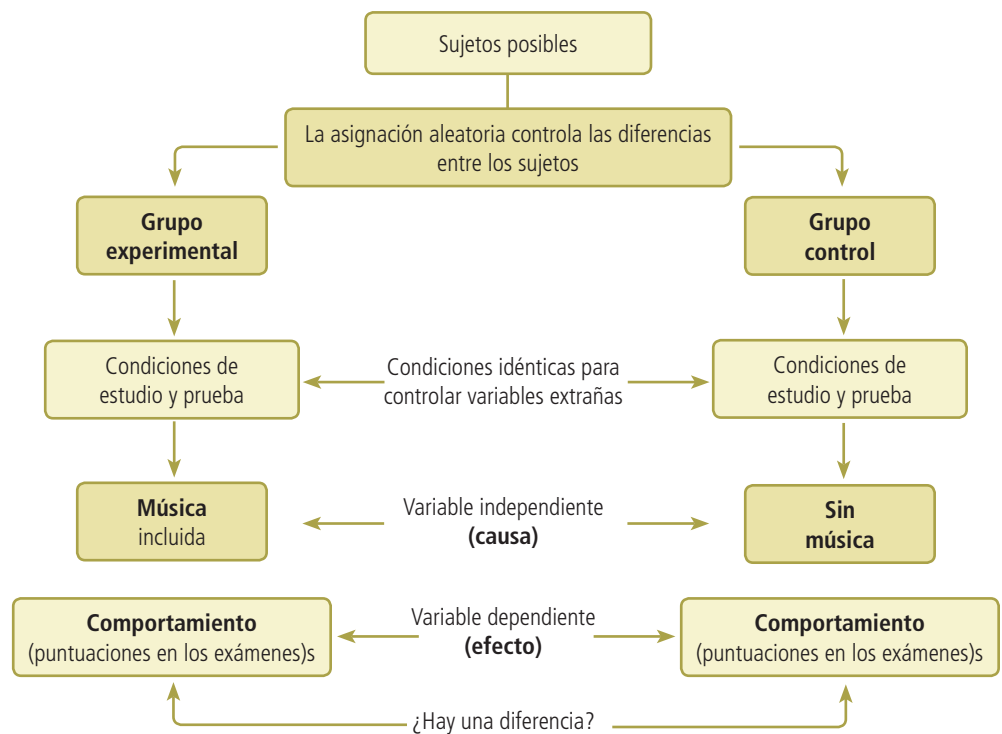 Sujetos posibles
La asignación aleatoria controla las diferencias
entre los sujetos
Grupo
experimental
Grupo
control
Condiciones de
estudio y prueba
Condiciones idénticas para
controlar variables extrañas
Condiciones de
estudio y prueba
Música
incluida
Variable independiente
(causa)
Sin
música
Comportamiento
(puntuaciones en los exámenes)s
Variable dependiente
(efecto)
Comportamiento
(puntuaciones en los exámenes)s
¿Hay una diferencia?